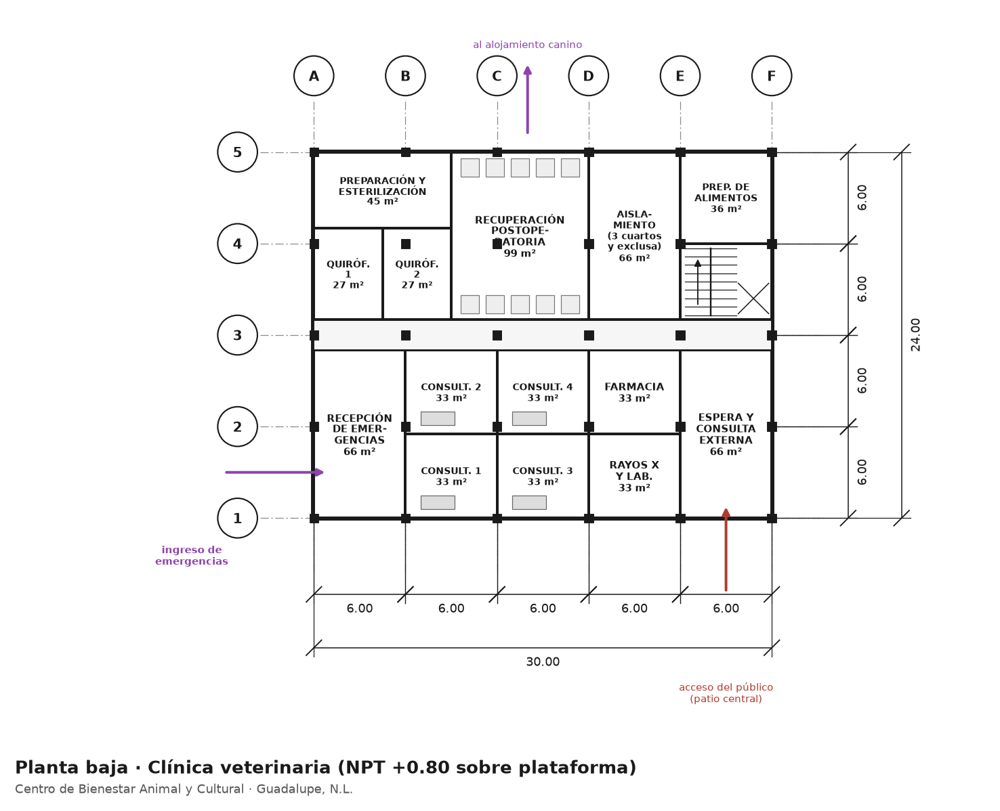 al alojamiento canino
A
B
C
D
E
F
5
4
3
2
1
PREPARACIÓN Y
ESTERILIZACIÓN
45 m²
RECUPERACIÓN
POSTOPE-
RATORIA
99 m²
AISLA-
MIENTO
(3 cuartos
y exclusa)
66 m²
PREP. DE
ALIMENTOS
36 m²
QUIRÓF.
1
27 m²
QUIRÓF.
2
27 m²
RECEPCIÓN
DE EMER-
GENCIAS
66 m²
CONSULT. 2
33 m²
CONSULT. 4
33 m²
FARMACIA
33 m²
ESPERA Y
CONSULTA
EXTERNA
66 m²
CONSULT. 1
33 m²
CONSULT. 3
33 m²
RAYOS X
Y LAB.
33 m²
6.00
6.00
6.00
6.00
24.00
ingreso de
emergencias
6.00
6.00
6.00
6.00
6.00
30.00
acceso del público
(patio central)
Planta baja · Clínica veterinaria (NPT +0.80 sobre plataforma)
Centro de Bienestar Animal y Cultural · Guadalupe, N.L.